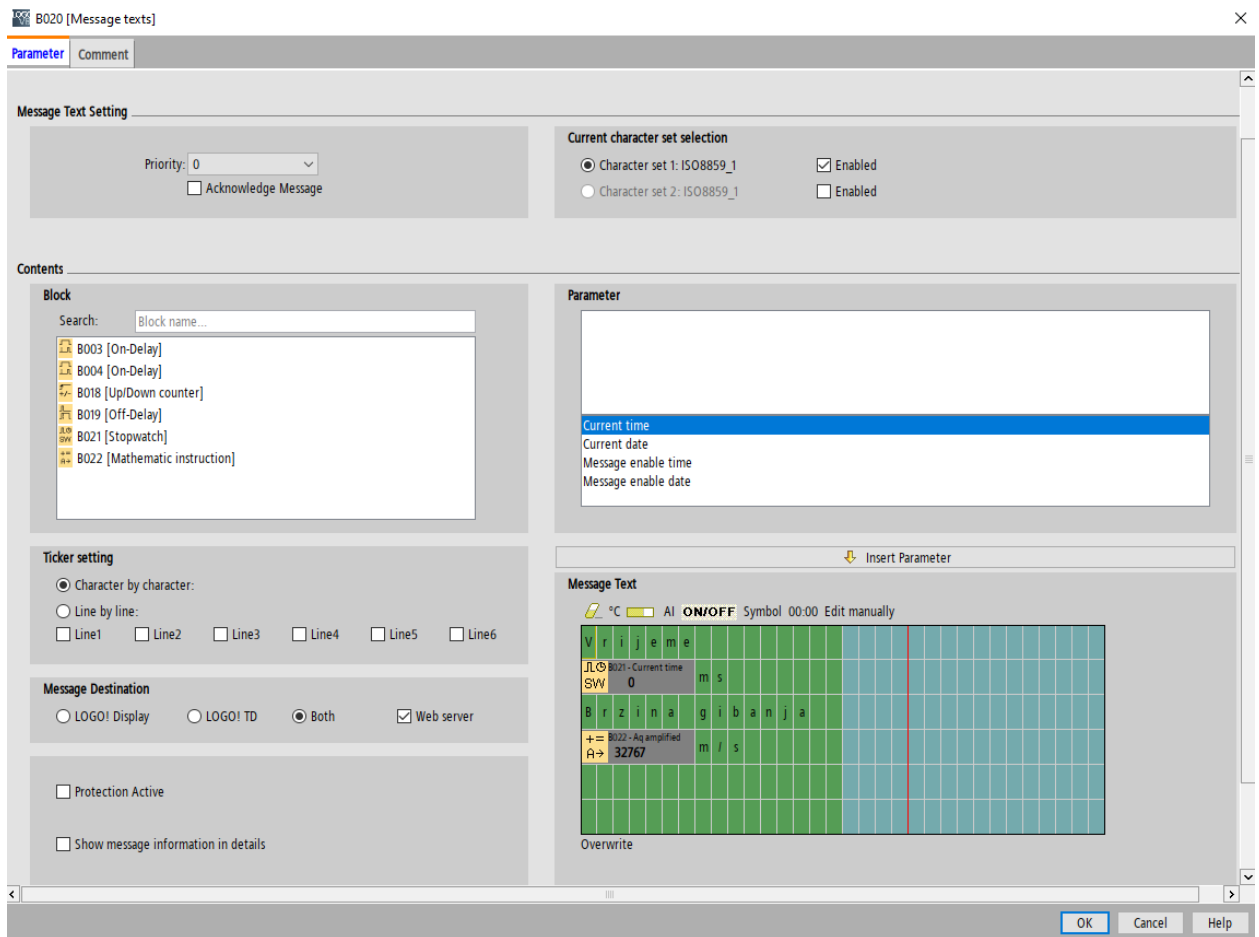 B020 [Message texts]
Parameter Comment
Message Text Setting
Priority: 0
Acknowledge Message
Current character set selection
Character set 1: ISO8859_1 Enabled
Character set 2: ISO8859_1 Enabled
Contents
Block
Search: Block name...
B003 [On-Delay]
B004 [On-Delay]
B018 [Up/Down counter]
B019 [Off-Delay]
B021 [Stopwatch]
B022 [Mathematic instruction]
Parameter
Current time
Current date
Message enable time
Message enable date
Ticker setting
Character by character:
Line by line:
Line1 Line2 Line3 Line4 Line5 Line6
Insert Parameter
Message Text
°C AI ON/OFF Symbol 00:00 Edit manually
Vrijeme
SW B021 - Current time
0 ms
Brzina gibanja
A→ B022 - Aq amplified
32767 m/s
Overwrite
Message Destination
LOGO! Display LOGO! TD Both Web server
Protection Active
Show message information in details
OK Cancel Help